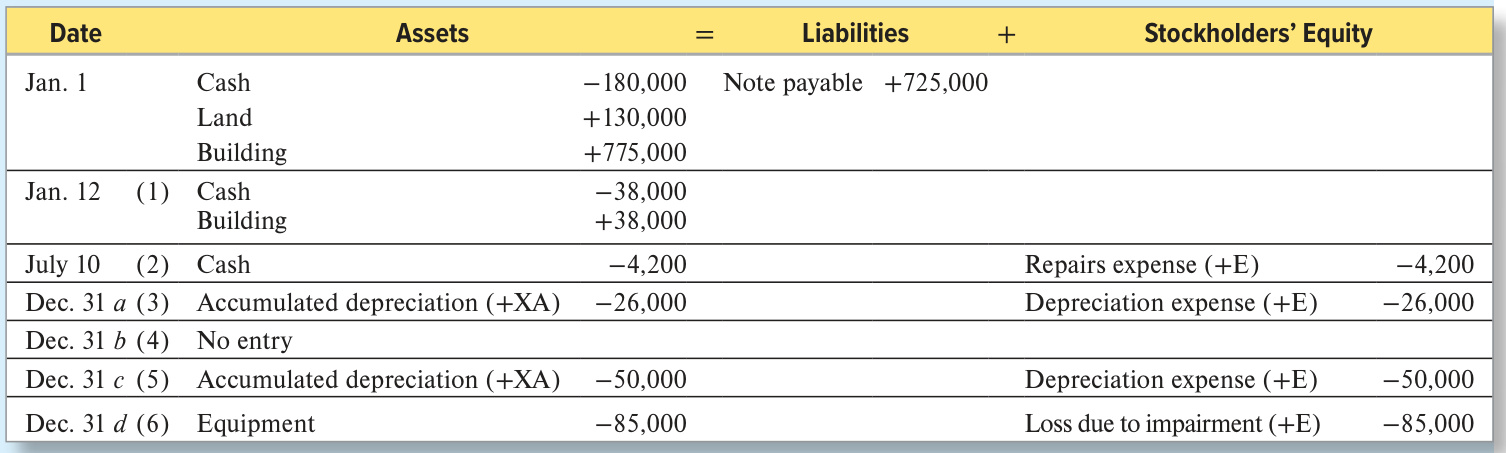 Date Assets = Liabilities + Stockholders’ Equity
Jan. 1 Cash −180,000 Note payable +725,000
Land +130,000
Building +775,000
Jan. 12 (1) Cash −38,000
Building +38,000
July 10 (2) Cash −4,200 Repairs expense (+E) −4,200
Dec. 31 a (3) Accumulated depreciation (+XA) −26,000 Depreciation expense (+E) −26,000
Dec. 31 b (4) No entry
Dec. 31 c (5) Accumulated depreciation (+XA) −50,000 Depreciation expense (+E) −50,000
Dec. 31 d (6) Equipment −85,000 Loss due to impairment (+E) −85,000